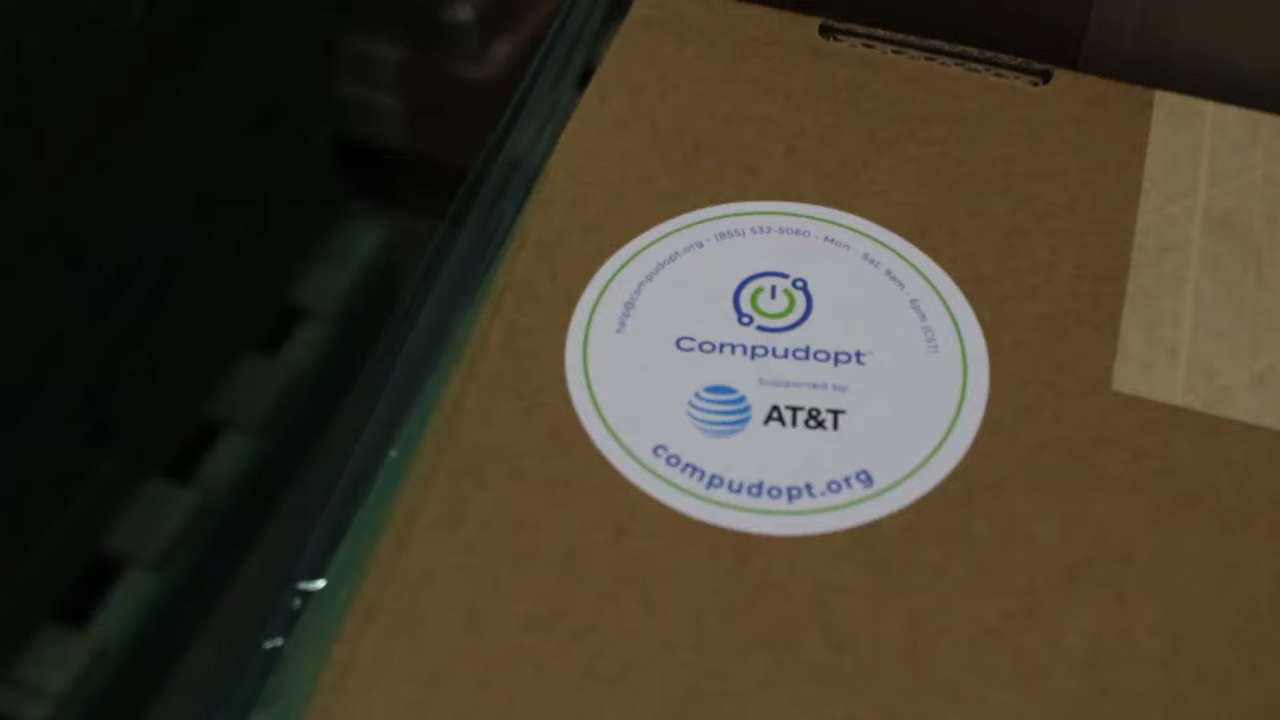 help@compudopt.org - (855) 532-5060 - Mon - Sat: 9am - 6pm (CST)
Compudopt
Supported by
AT&T
compudopt.org